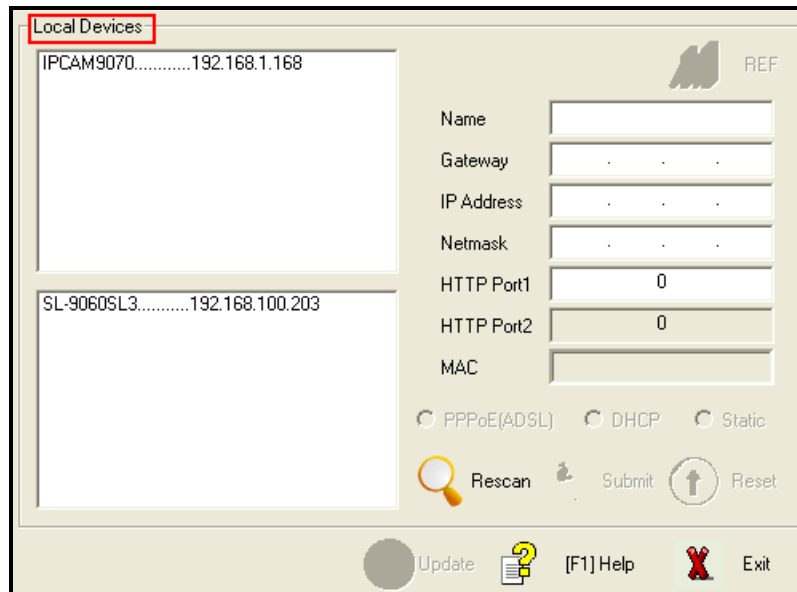 Local Devices
IPCAM9070...........192.168.1.168
SL-9060SL3..........192.168.100.203
REF
Name
Gateway . . .
IP Address . . .
Netmask . . .
HTTP Port1 0
HTTP Port2 0
MAC
PPPoE(ADSL) DHCP Static
Rescan Submit Reset
Update [F1] Help Exit